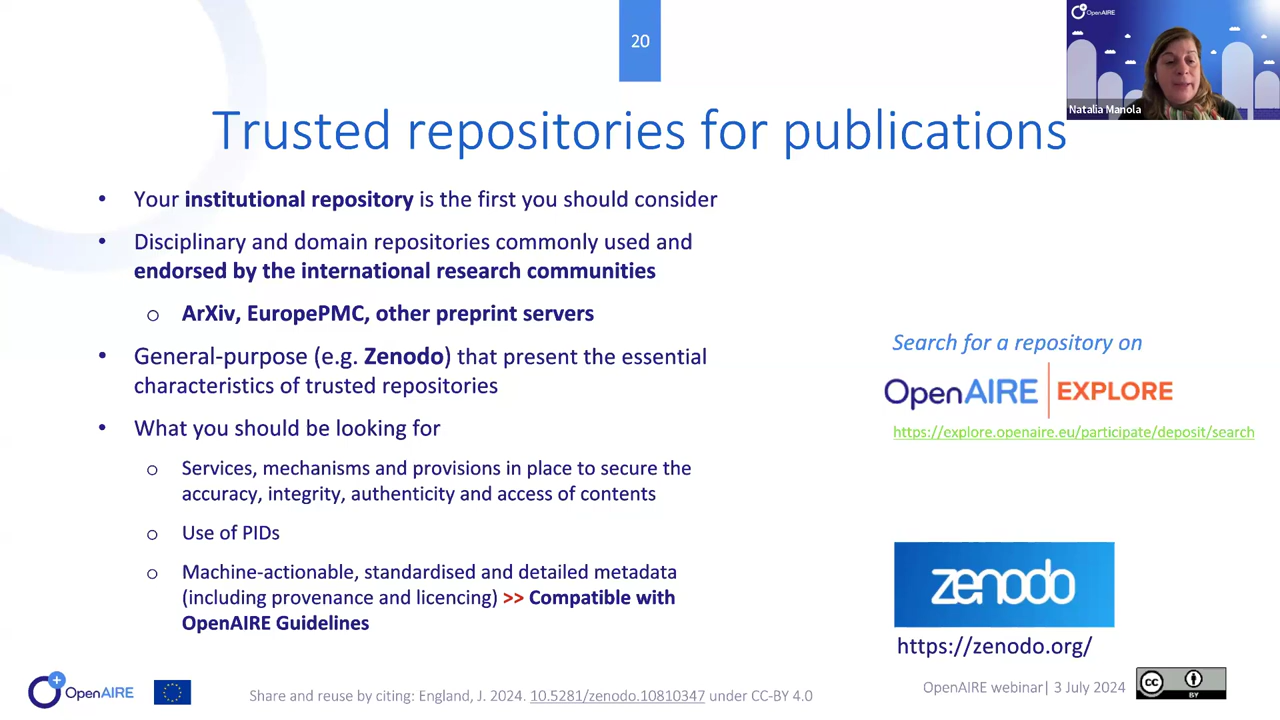 20
OpenAIRE
Natalia Manola
Trusted repositories for publications
• Your institutional repository is the first you should consider
• Disciplinary and domain repositories commonly used and
endorsed by the international research communities
o ArXiv, EuropePMC, other preprint servers
• General-purpose (e.g. Zenodo) that present the essential
characteristics of trusted repositories
• What you should be looking for
o Services, mechanisms and provisions in place to secure the
accuracy, integrity, authenticity and access of contents
o Use of PIDs
o Machine-actionable, standardised and detailed metadata
(including provenance and licencing) >> Compatible with
OpenAIRE Guidelines
Search for a repository on
OpenAIRE | EXPLORE
https://explore.openaire.eu/participate/deposit/search
zenodo
https://zenodo.org/
OpenAIRE
Share and reuse by citing: England, J. 2024. 10.5281/zenodo.10810347 under CC-BY 4.0
OpenAIRE webinar| 3 July 2024
cc
BY